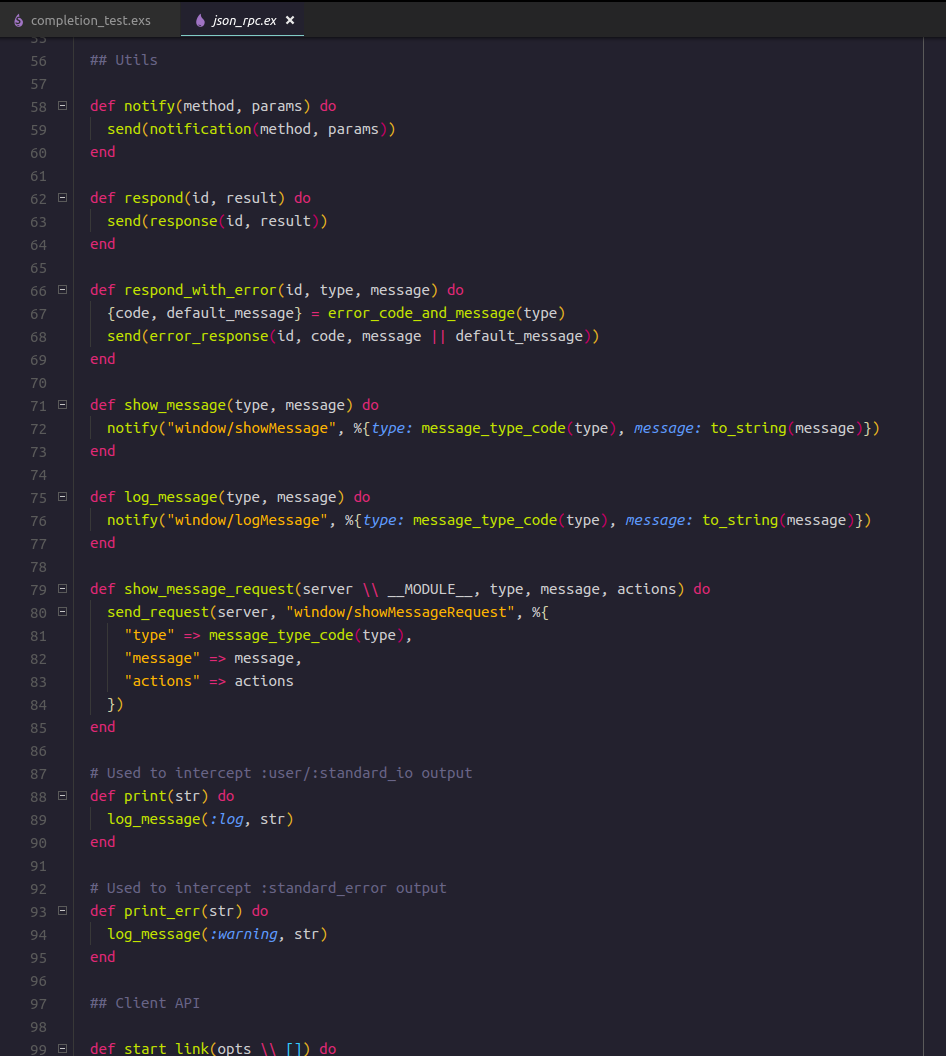 completion_test.exs json_rpc.ex ×
55
56 ## Utils
57
58 def notify(method, params) do
59 send(notification(method, params))
60 end
61
62 def respond(id, result) do
63 send(response(id, result))
64 end
65
66 def respond_with_error(id, type, message) do
67 {code, default_message} = error_code_and_message(type)
68 send(error_response(id, code, message || default_message))
69 end
70
71 def show_message(type, message) do
72 notify("window/showMessage", %{type: message_type_code(type), message: to_string(message)})
73 end
74
75 def log_message(type, message) do
76 notify("window/logMessage", %{type: message_type_code(type), message: to_string(message)})
77 end
78
79 def show_message_request(server \\ __MODULE__, type, message, actions) do
80 send_request(server, "window/showMessageRequest", %{
81 "type" => message_type_code(type),
82 "message" => message,
83 "actions" => actions
84 })
85 end
86
87 # Used to intercept :user/:standard_io output
88 def print(str) do
89 log_message(:log, str)
90 end
91
92 # Used to intercept :standard_error output
93 def print_err(str) do
94 log_message(:warning, str)
95 end
96
97 ## Client API
98
99 def start_link(opts \\ []) do